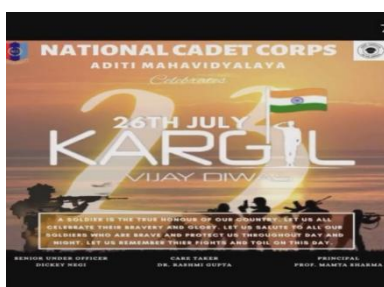 NATIONAL CADET CORPS
ADITI MAHAVIDYALAYA
Celebrates
23
26TH JULY
KARGIL
VIJAY DIWAS
A SOLDIER IS THE TRUE HONOUR OF OUR COUNTRY. LET US ALL
CELEBRATE THEIR BRAVERY AND GLORY. LET US SALUTE TO ALL OUR
SOLDIER WHO ARE BRAVE AND PROTECT US THROUGHOUT DAY AND
NIGHT. LET US REMEMBER THIER FIGHTS AND TOIL ON THIS DAY.
SENIOR UNDER OFFICER
DICKEY NEGI
CARE TAKER
DR. RASHMI GUPTA
PRINCIPAL
PROF. MAMTA SHARMA